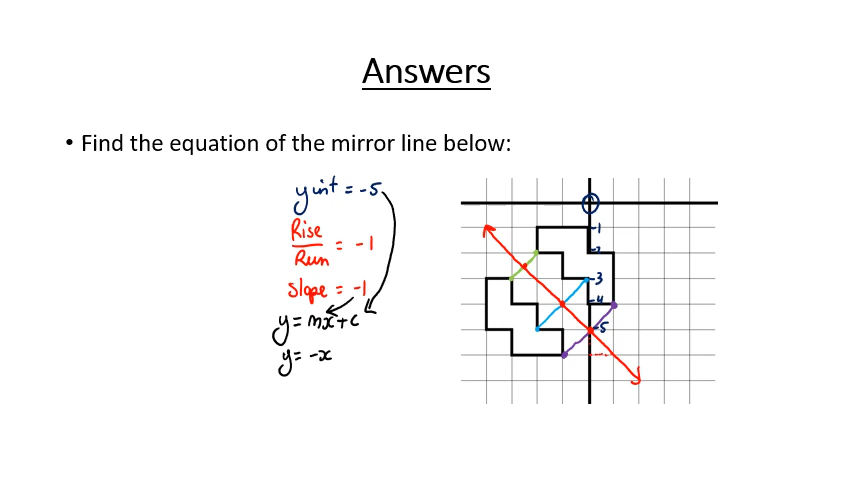 Answers
• Find the equation of the mirror line below:
y int = -5
Rise
Run
= -1
slope = -1
y = mx + c
y = -x
-1
-2
-3
-4
-5